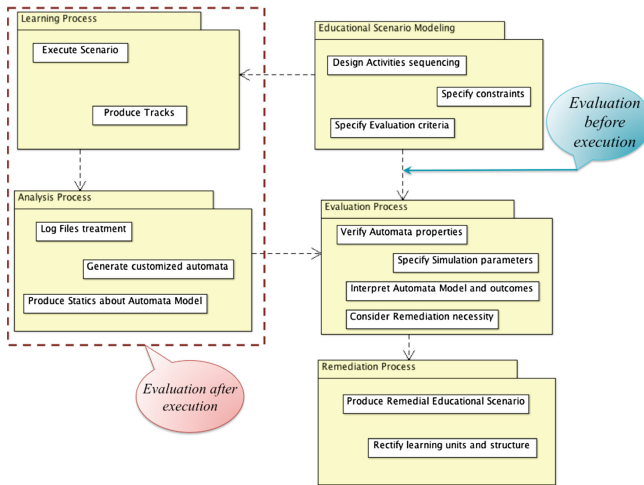 Learning Process
Execute Scenario
Produce Tracks
Educational Scenario Modeling
Design Activities sequencing
Specify constraints
Specify Evaluation criteria
Evaluation
before
execution
Analysis Process
Log Files treatment
Generate customized automata
Produce Statics about Automata Model
Evaluation Process
Verify Automata properties
Specify Simulation parameters
Interpret Automata Model and outcomes
Consider Remediation necessity
Evaluation after
execution
Remediation Process
Produce Remedial Educational Scenario
Rectify learning units and structure